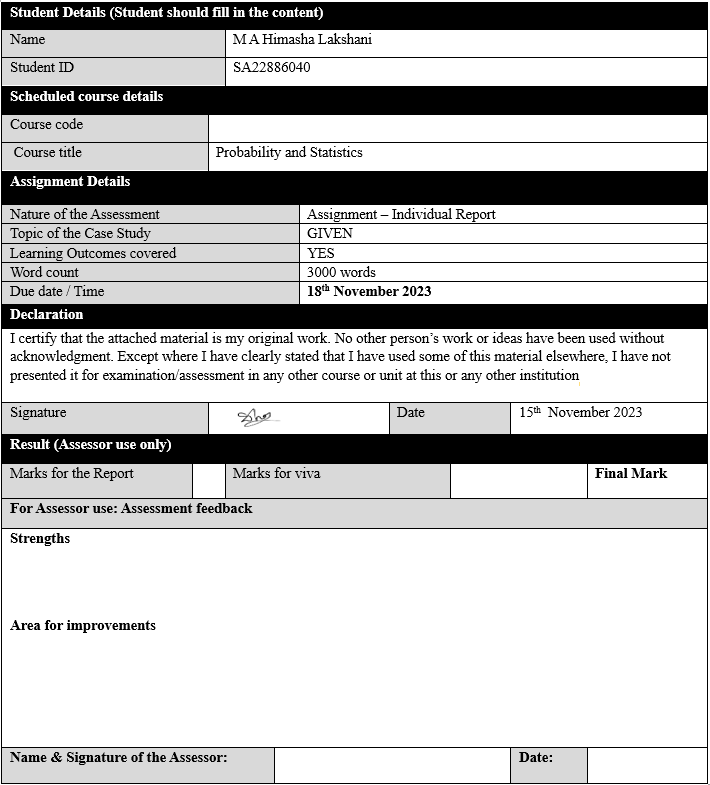 Student Details (Student should fill in the content)
Name M A Himasha Lakshani
Student ID SA22886040
Scheduled course details
Course code
Course title Probability and Statistics
Assignment Details
Nature of the Assessment Assignment – Individual Report
Topic of the Case Study GIVEN
Learning Outcomes covered YES
Word count 3000 words
Due date / Time 18th November 2023
Declaration
I certify that the attached material is my original work. No other person’s work or ideas have been used without
acknowledgment. Except where I have clearly stated that I have used some of this material elsewhere, I have not
presented it for examination/assessment in any other course or unit at this or any other institution
Signature Date 15th November 2023
Result (Assessor use only)
Marks for the Report Marks for viva Final Mark
For Assessor use: Assessment feedback
Strengths
Area for improvements
Name & Signature of the Assessor: Date: